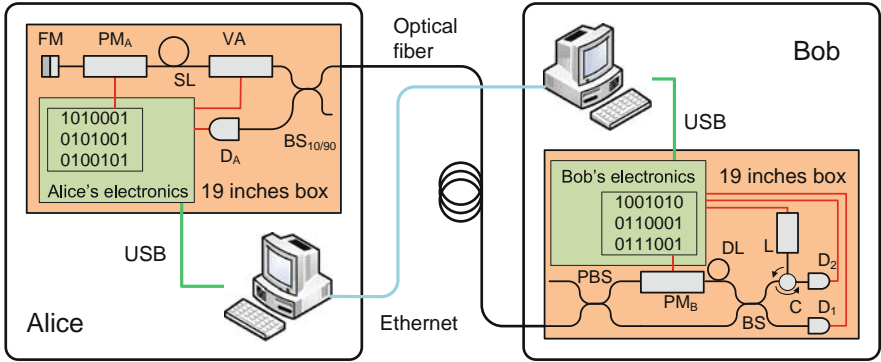 FM
PMA
SL
VA
1010001
0101001
0100101
DA
BS10/90
Alice's electronics
19 inches box
USB
Alice
Optical
fiber
Ethernet
Bob
USB
Bob's electronics
19 inches box
1001010
0110001
0111001
L
DL
D2
PBS
PMB
BS
C
D1